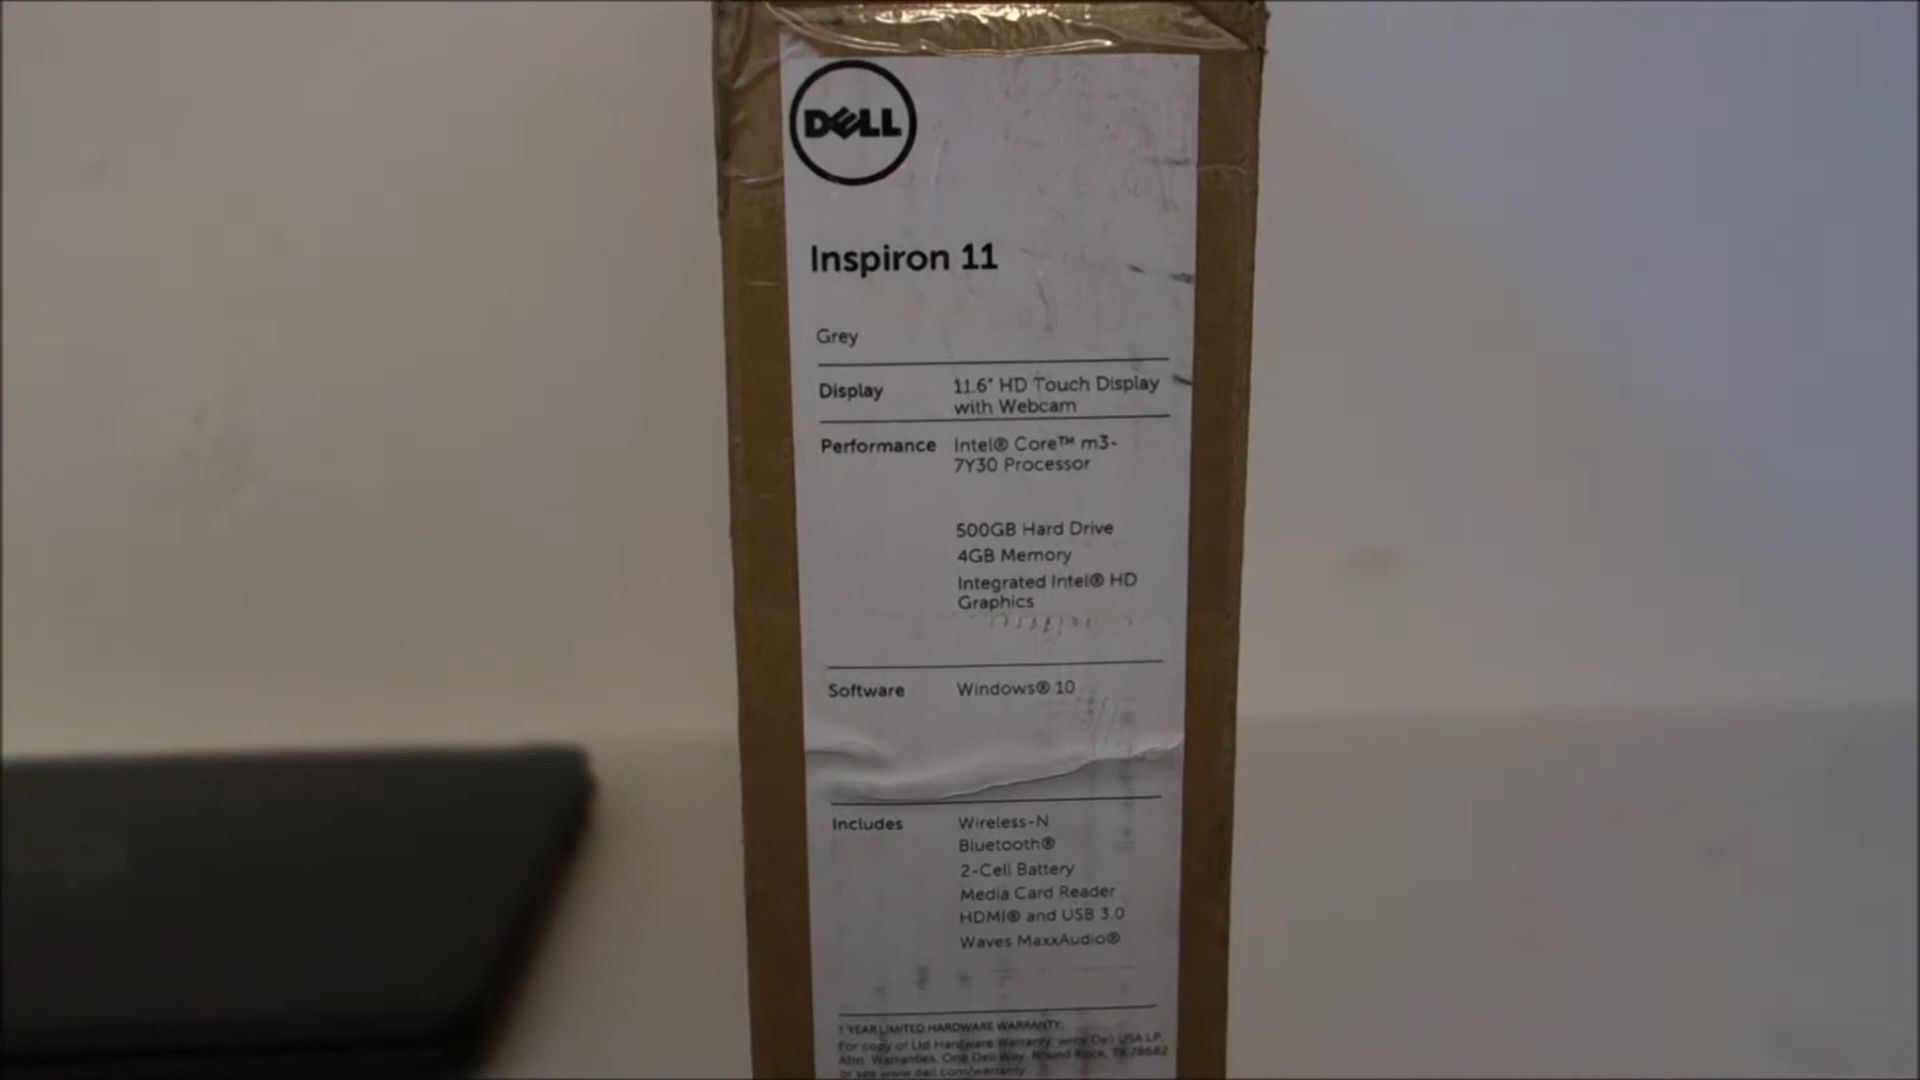 DELL
Inspiron 11
Grey
Display 11.6" HD Touch Display
with Webcam
Performance Intel® Core™ m3-
7Y30 Processor
500GB Hard Drive
4GB Memory
Integrated Intel® HD
Graphics
Software Windows® 10
Includes Wireless-N
Bluetooth®
2-Cell Battery
Media Card Reader
HDMI® and USB 3.0
Waves MaxxAudio®
1 YEAR LIMITED HARDWARE WARRANTY:
For copy of Ltd Hardware Warranty, write Dell USA LP,
Attn: Warranties, One Dell Way, Round Rock, TX 78682
or see www.dell.com/warranty